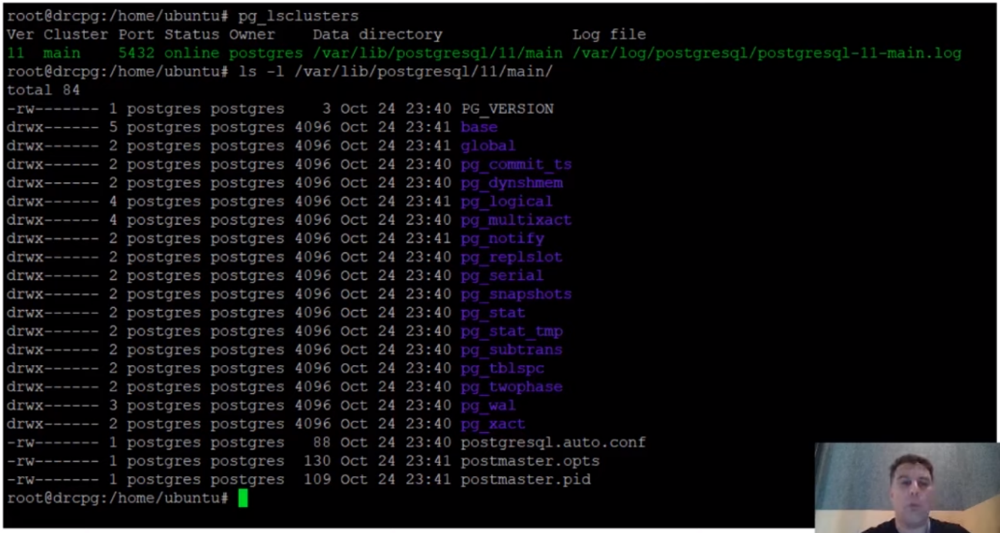 root@drcpg:/home/ubuntu# pg_lsclusters
Ver Cluster Port Status Owner    Data directory              Log file
11  main    5432 online postgres /var/lib/postgresql/11/main /var/log/postgresql/postgresql-11-main.log
root@drcpg:/home/ubuntu# ls -l /var/lib/postgresql/11/main/
total 84
-rw------- 1 postgres postgres    3 Oct 24 23:40 PG_VERSION
drwx------ 5 postgres postgres 4096 Oct 24 23:41 base
drwx------ 2 postgres postgres 4096 Oct 24 23:41 global
drwx------ 2 postgres postgres 4096 Oct 24 23:40 pg_commit_ts
drwx------ 2 postgres postgres 4096 Oct 24 23:40 pg_dynshmem
drwx------ 4 postgres postgres 4096 Oct 24 23:41 pg_logical
drwx------ 4 postgres postgres 4096 Oct 24 23:40 pg_multixact
drwx------ 2 postgres postgres 4096 Oct 24 23:41 pg_notify
drwx------ 2 postgres postgres 4096 Oct 24 23:40 pg_replslot
drwx------ 2 postgres postgres 4096 Oct 24 23:40 pg_serial
drwx------ 2 postgres postgres 4096 Oct 24 23:40 pg_snapshots
drwx------ 2 postgres postgres 4096 Oct 24 23:40 pg_stat
drwx------ 2 postgres postgres 4096 Oct 24 23:40 pg_stat_tmp
drwx------ 2 postgres postgres 4096 Oct 24 23:40 pg_subtrans
drwx------ 2 postgres postgres 4096 Oct 24 23:40 pg_tblspc
drwx------ 2 postgres postgres 4096 Oct 24 23:40 pg_twophase
drwx------ 3 postgres postgres 4096 Oct 24 23:40 pg_wal
drwx------ 2 postgres postgres 4096 Oct 24 23:40 pg_xact
-rw------- 1 postgres postgres   88 Oct 24 23:40 postgresql.auto.conf
-rw------- 1 postgres postgres  130 Oct 24 23:41 postmaster.opts
-rw------- 1 postgres postgres  109 Oct 24 23:41 postmaster.pid
root@drcpg:/home/ubuntu#